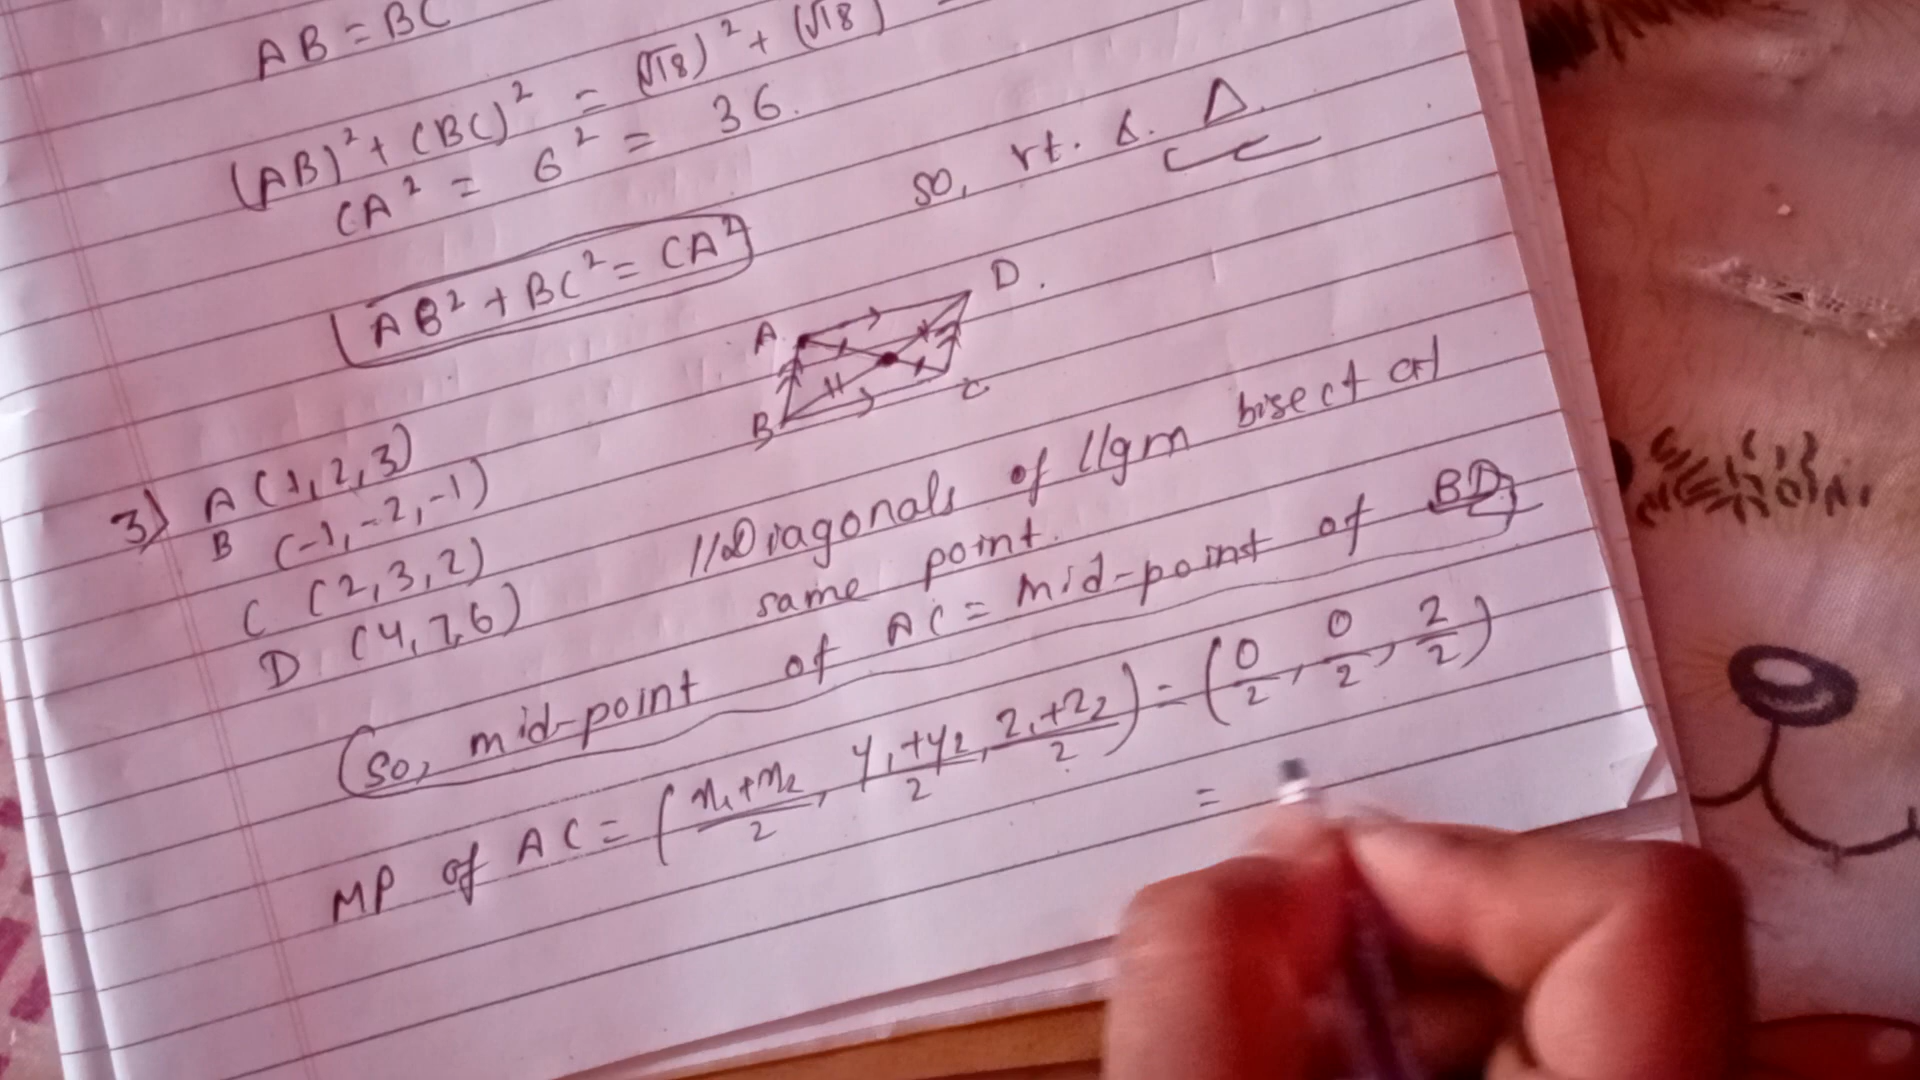 AB = BC
(AB)² + (BC)² = (√18)² + (√18)
CA² = 6² = 36.
AB² + BC² = CA²
so, rt. ∠. Δ.
A D.
B C
3) A (1, 2, 3)
B (-1, -2, -1)
C (2, 3, 2)
D (4, 7, 6)
//Diagonals of llgm bisect at
same point.
so, mid-point of AC = mid-point of BD
MP of AC = (x₁+x₂/2, y₁+y₂/2, z₁+z₂/2) = (0/2, 0/2, 2/2)
=